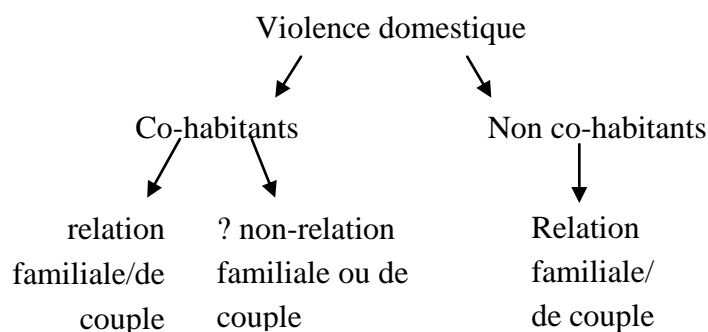 Violence domestique
Co-habitants
Non co-habitants
relation
familiale/de
couple
? non-relation
familiale ou de
couple
Relation
familiale/
de couple